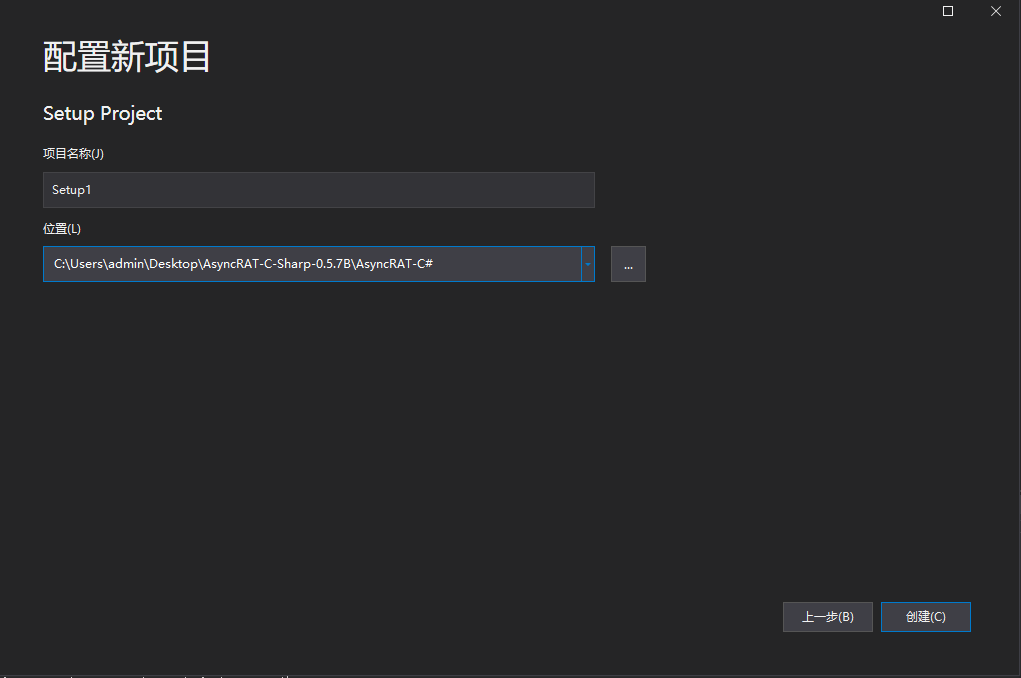 配置新项目
Setup Project
项目名称(J)
Setup1
位置(L)
C:\Users\admin\Desktop\AsyncRAT-C-Sharp-0.5.7B\AsyncRAT-C#
...
上一步(B)
创建(C)